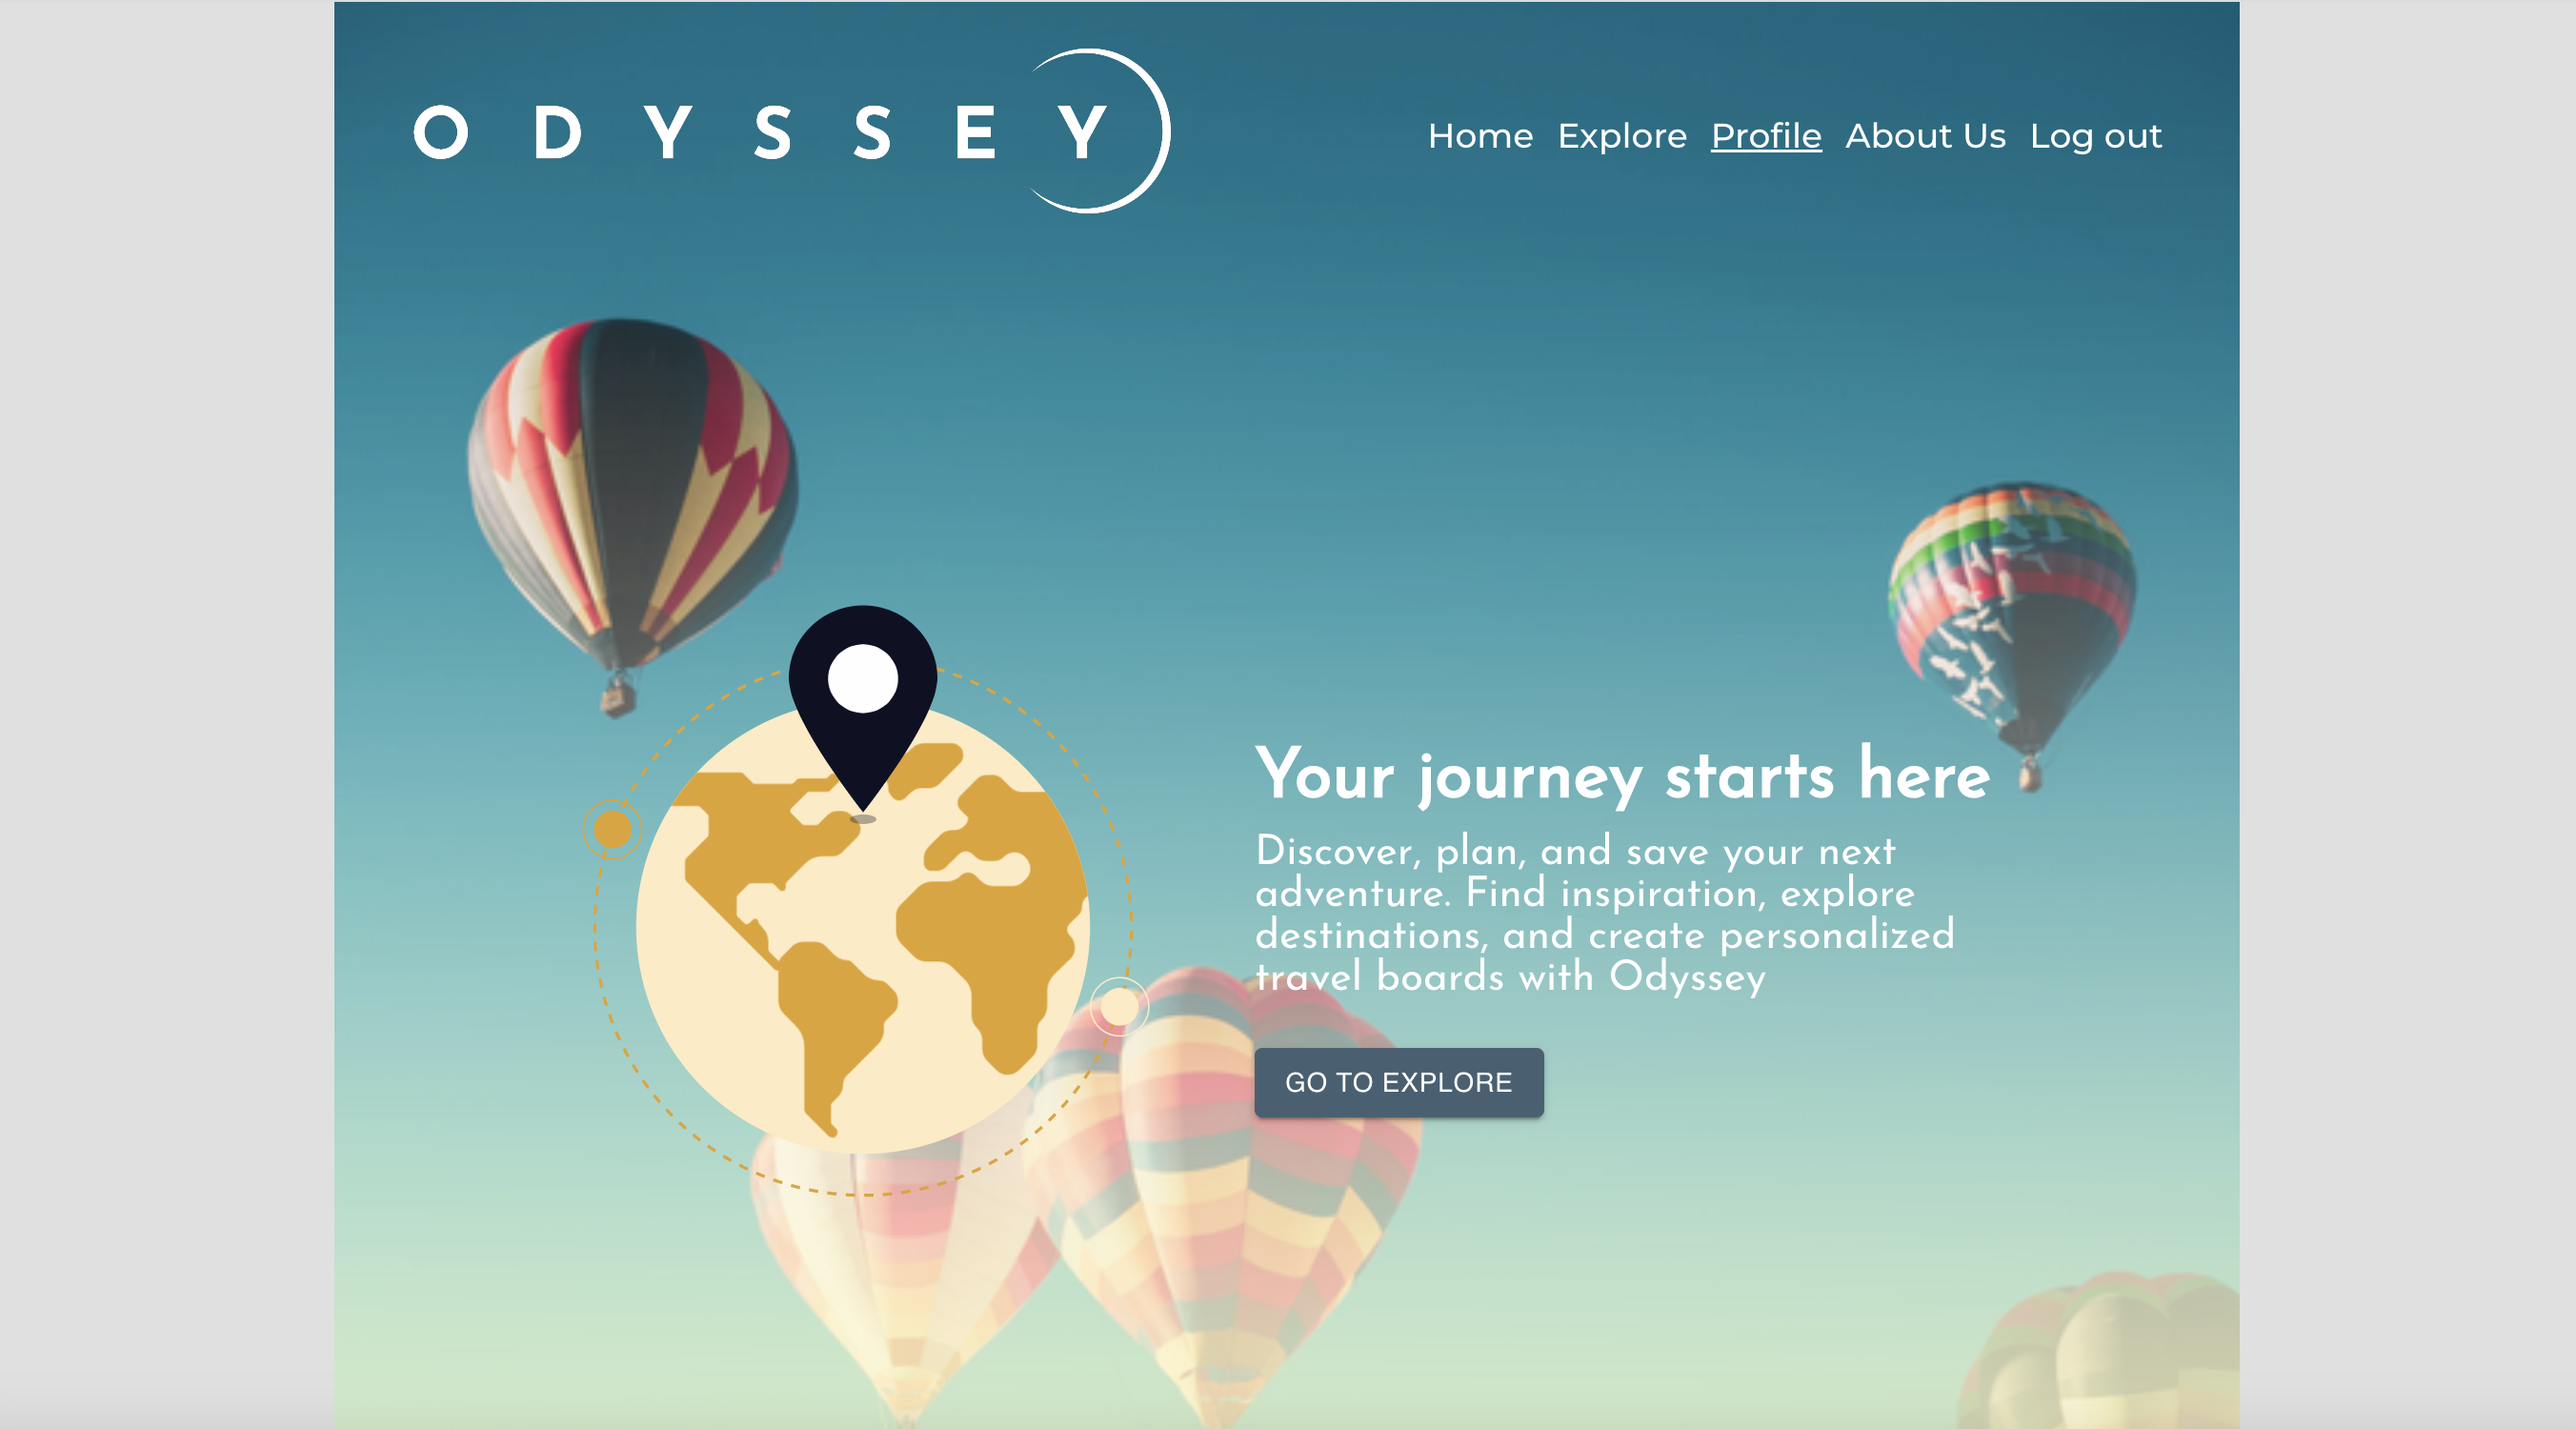 ODYSSEY
Home Explore Profile About Us Log out
Your journey starts here
Discover, plan, and save your next
adventure. Find inspiration, explore
destinations, and create personalized
travel boards with Odyssey
GO TO EXPLORE